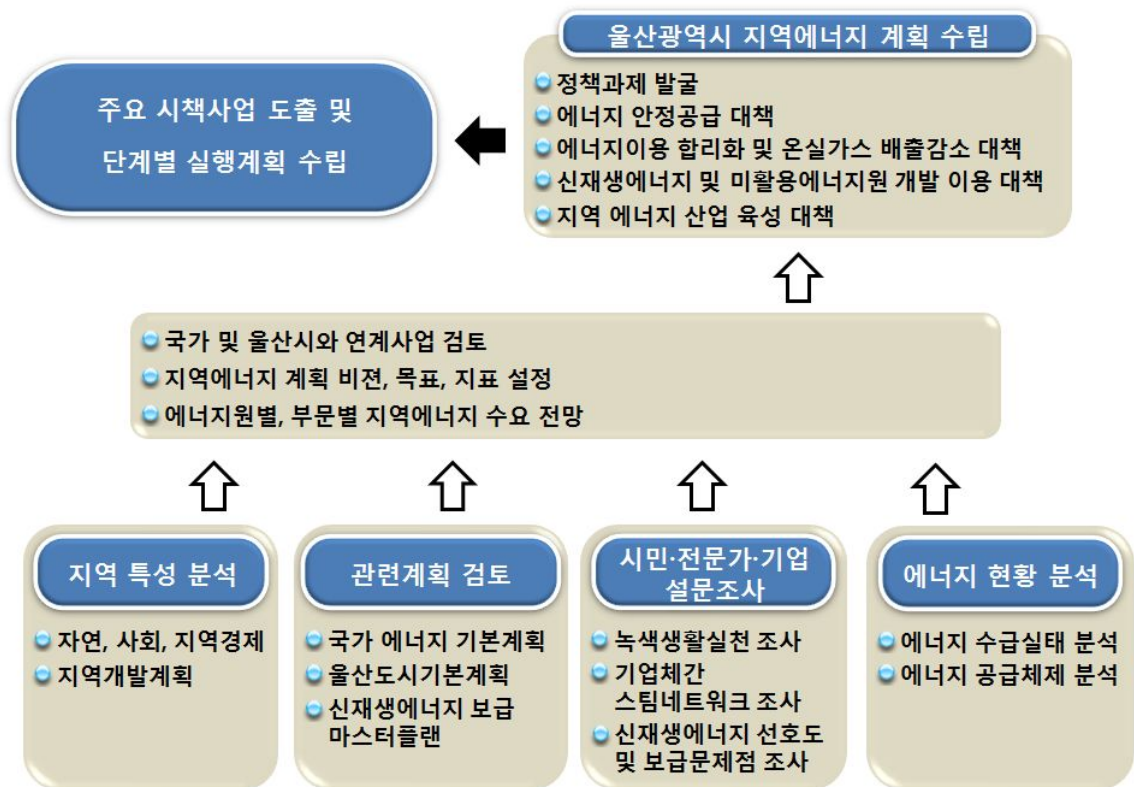 울산광역시 지역에너지 계획 수립
정책과제 발굴
에너지 안정공급 대책
에너지이용 합리화 및 온실가스 배출감소 대책
신재생에너지 및 미활용에너지원 개발 이용 대책
지역 에너지 산업 육성 대책
주요 시책사업 도출 및
단계별 실행계획 수립
국가 및 울산시와 연계사업 검토
지역에너지 계획 비젼, 목표, 지표 설정
에너지원별, 부문별 지역에너지 수요 전망
지역 특성 분석
자연, 사회, 지역경제
지역개발계획
관련계획 검토
국가 에너지 기본계획
울산도시기본계획
신재생에너지 보급
마스터플랜
시민·전문가·기업
설문조사
녹색생활실천 조사
기업체간
스팀네트워크 조사
신재생에너지 선호도
및 보급문제점 조사
에너지 현황 분석
에너지 수급실태 분석
에너지 공급체제 분석